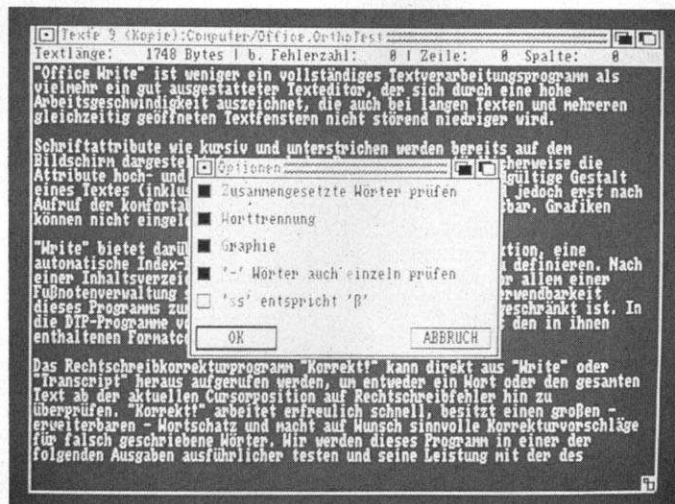 Texte 9 (Kopie):Computer/Office.OrthoTest
Textlänge: 1748 Bytes | b. Fehlerzahl: 0 | Zeile: 0 Spalte: 0
"Office Write" ist weniger ein vollständiges Textverarbeitungsprogramm als
vielmehr ein gut ausgestatteter Texteditor, der sich durch eine hohe
Arbeitsgeschwindigkeit auszeichnet, die auch bei langen Texten und mehreren
gleichzeitig geöffneten Textfenstern nicht störend niedriger wird.
Schriftattribute wie kursiv und unterstrichen werden bereits auf dem
Bildschirm dargestel cherweise die
Attribute hoch- und lgültige Gestalt
eines Textes (inklus l jedoch erst nach
Aufruf der komforta bar. Grafiken
können nicht eingel
"Write" bietet darü ktion, eine
automatische Index- definieren. Nach
einer Inhaltsverzei or allem einer
Fußnotenverwaltung s rwendbarkeit
dieses Programms zu geschränkt ist. In
die DTP-Programme v den in ihnen
enthaltenen Formatc
Optionen
Zusammengesetzte Wörter prüfen
Worttrennung
Graphie
'-' Wörter auch einzeln prüfen
'ss' entspricht 'ß'
OK ABBRUCH
Das Rechtschreibkorrekturprogramm "Korrekt!" kann direkt aus "Write" oder
"Transcript" heraus aufgerufen werden, um entweder ein Wort oder den gesamten
Text ab der aktuellen Cursorposition auf Rechtschreibfehler hin zu
überprüfen. "Korrekt!" arbeitet erfreulich schnell, besitzt einen großen -
erweiterbaren - Wortschatz und macht auf Wunsch sinnvolle Korrekturvorschläge
für falsch geschriebene Wörter. Wir werden dieses Programm in einer der
folgenden Ausgaben ausführlicher testen und seine Leistung mit der des